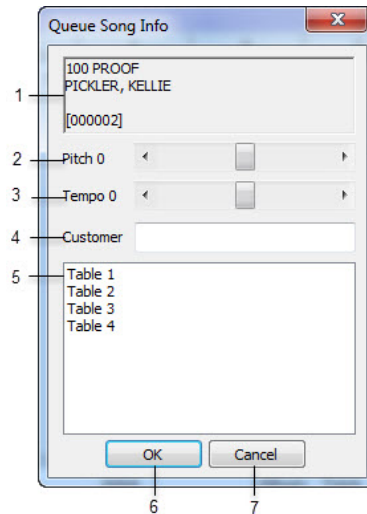 Queue Song Info
X
100 PROOF
PICKLER, KELLIE
1
[000002]
2 Pitch 0
3 Tempo 0
4 Customer
5 Table 1
Table 2
Table 3
Table 4
OK Cancel
6 7